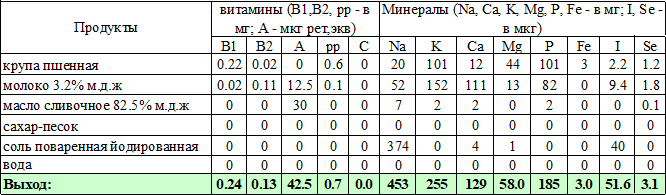 Продукты витамины (В1,В2, рр - в мг; А - мкг рет,экв) Минералы (Na, Ca, K, Mg, P, Fe - в мг; I, Se - в мкг)
В1 В2 А рр С Na K Ca Mg P Fe I Se
крупа пшенная 0.22 0.02 0 0.6 0 20 101 12 44 101 3 2.2 1.2
молоко 3.2% м.д.ж 0.02 0.11 12.5 0.1 0 52 152 111 13 82 0 9.4 1.8
масло сливочное 82.5% м.д.ж 0 0 30 0 0 7 2 2 0 2 0 0 0.1
сахар-песок 0 0 0 0 0 0 0 0 0 0 0 0 0
соль поваренная йодированная 0 0 0 0 0 374 0 4 1 0 0 40 0
вода 0 0 0 0 0 0 0 0 0 0 0 0 0
Выход: 0.24 0.13 42.5 0.7 0.0 453 255 129 58.0 185 3.0 51.6 3.1